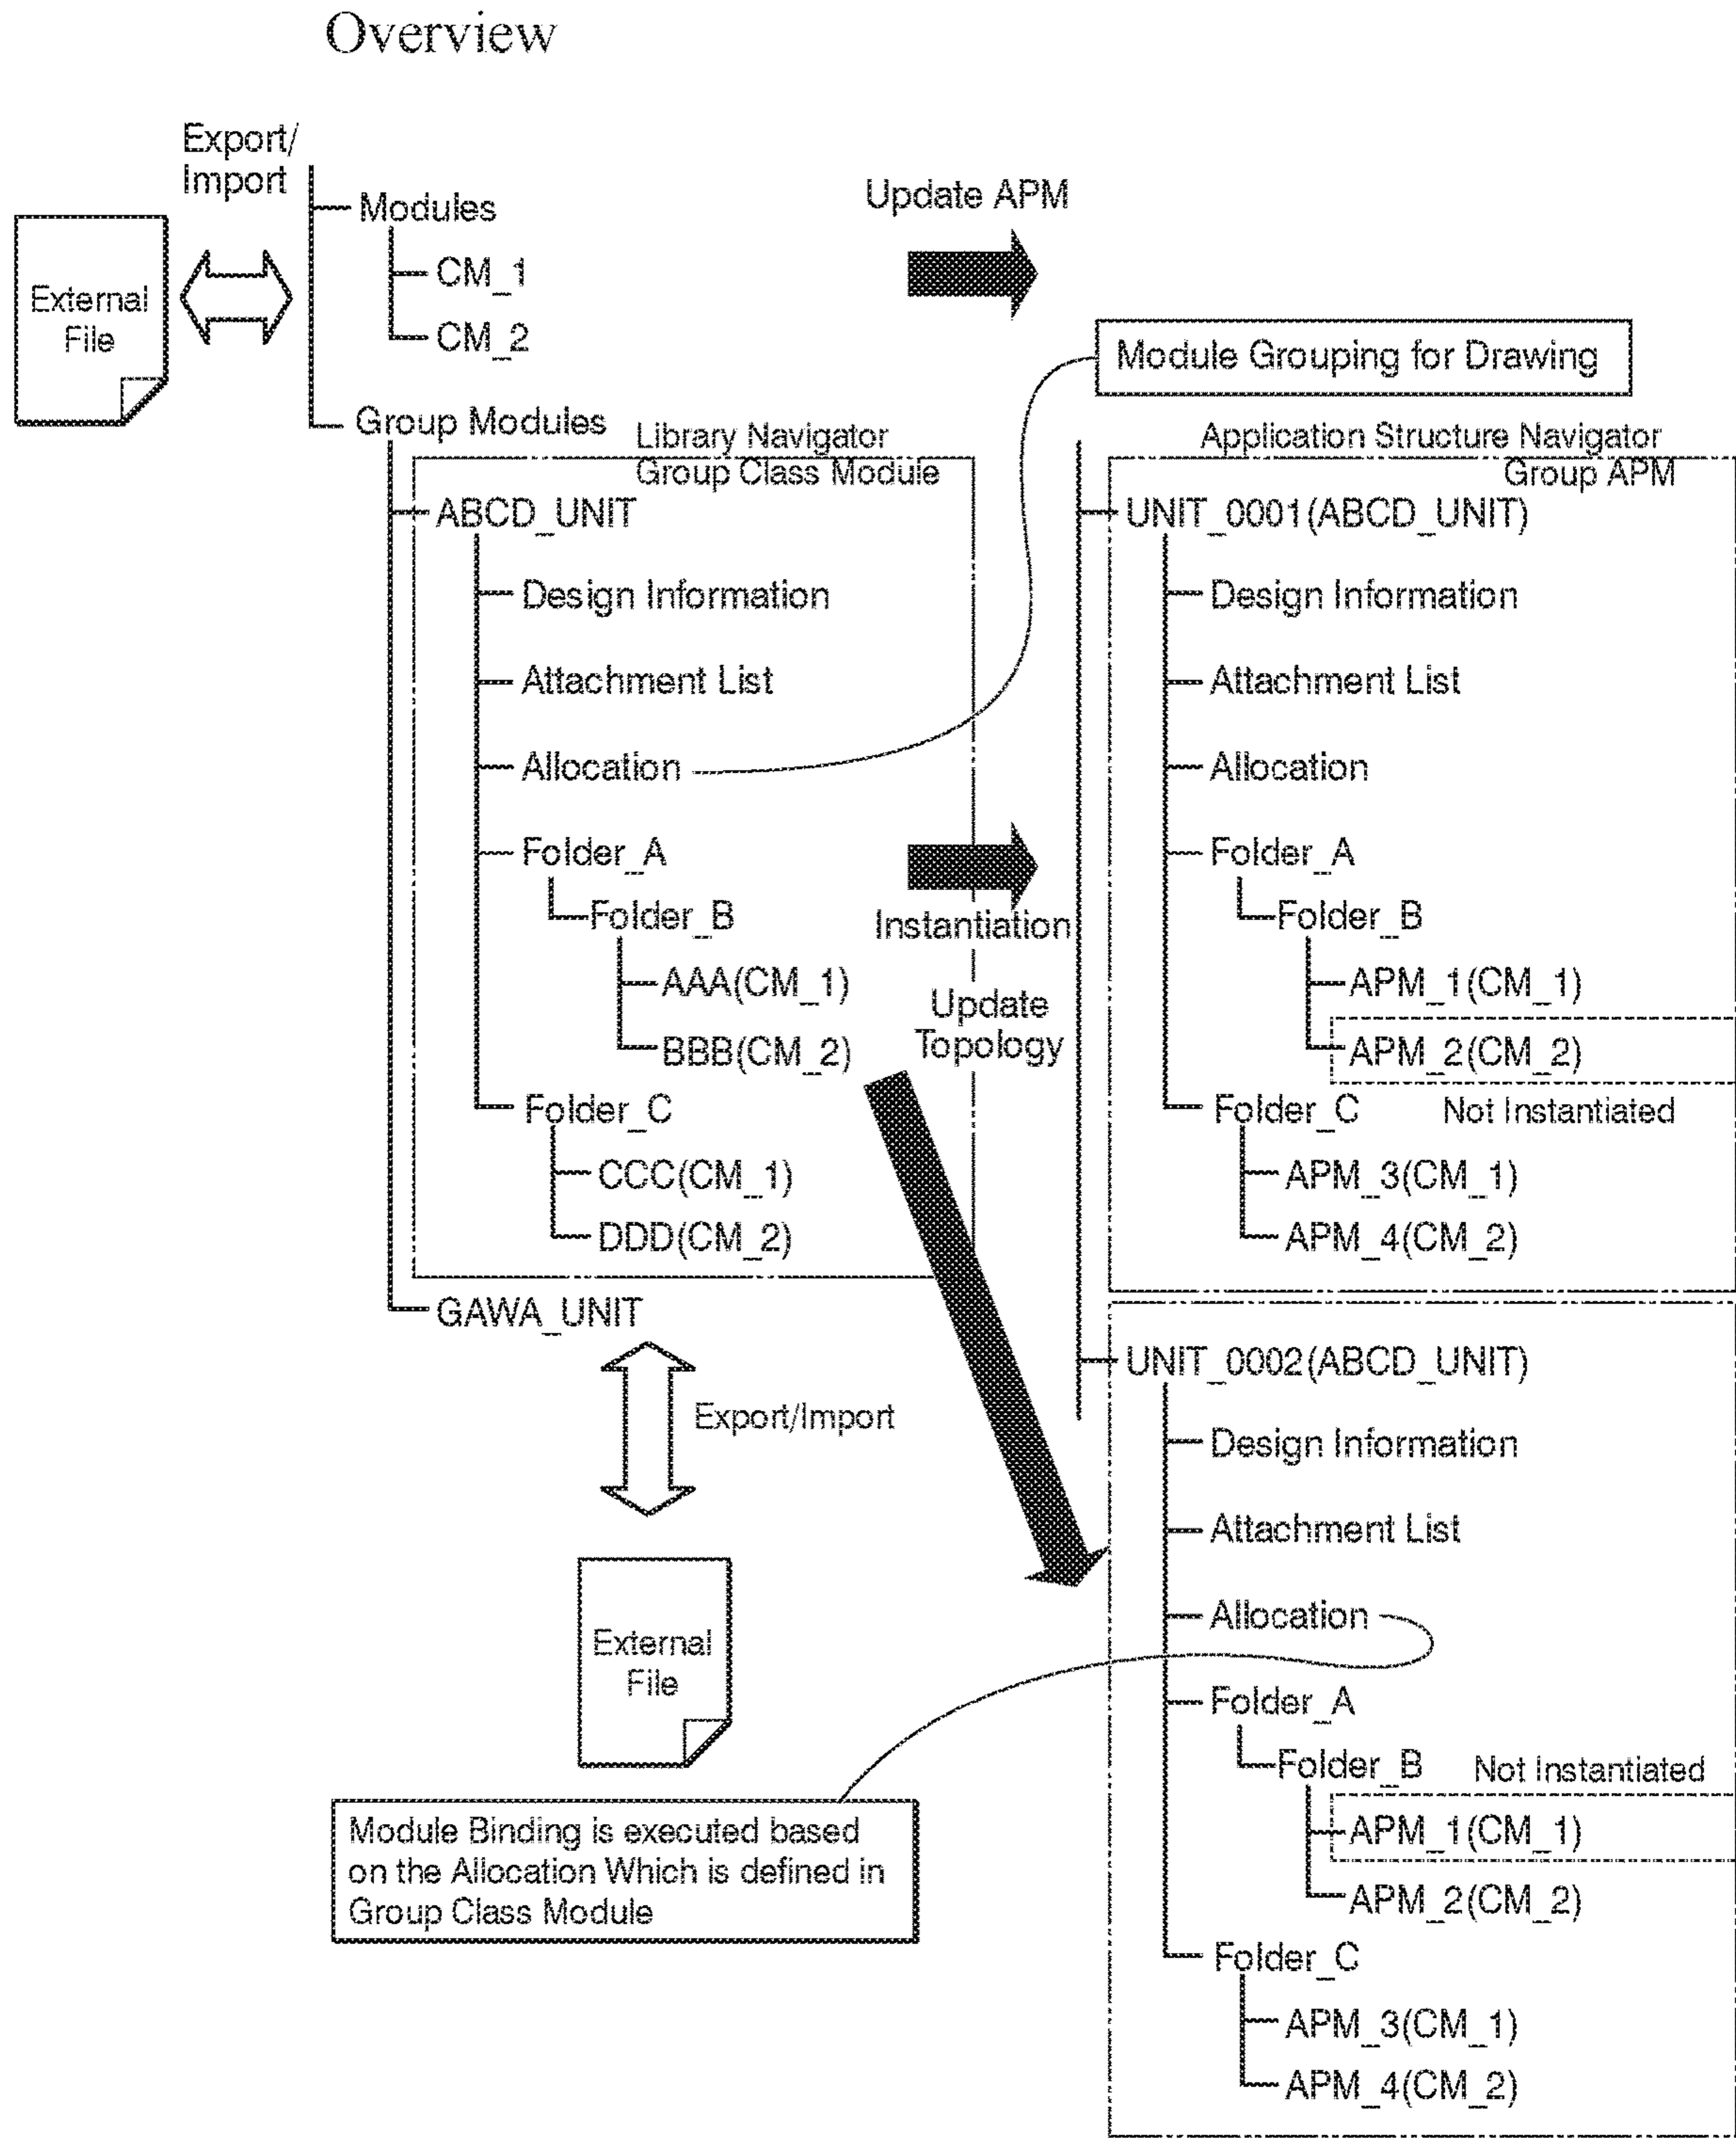 Overview
Export/
Import
External
File
Modules
CM_1
CM_2
Group Modules
Update APM
Module Grouping for Drawing
Library Navigator
Group Class Module
ABCD_UNIT
Design Information
Attachment List
Allocation
Folder_A
Folder_B
AAA(CM_1)
BBB(CM_2)
Folder_C
CCC(CM_1)
DDD(CM_2)
GAWA_UNIT
Instantiation
Update
Topology
Application Structure Navigator
Group APM
UNIT_0001(ABCD_UNIT)
Design Information
Attachment List
Allocation
Folder_A
Folder_B
APM_1(CM_1)
APM_2(CM_2)
Not Instantiated
Folder_C
APM_3(CM_1)
APM_4(CM_2)
Export/Import
External
File
Module Binding is executed based
on the Allocation Which is defined in
Group Class Module
UNIT_0002(ABCD_UNIT)
Design Information
Attachment List
Allocation
Folder_A
Folder_B
Not Instantiated
APM_1(CM_1)
APM_2(CM_2)
Folder_C
APM_3(CM_1)
APM_4(CM_2)